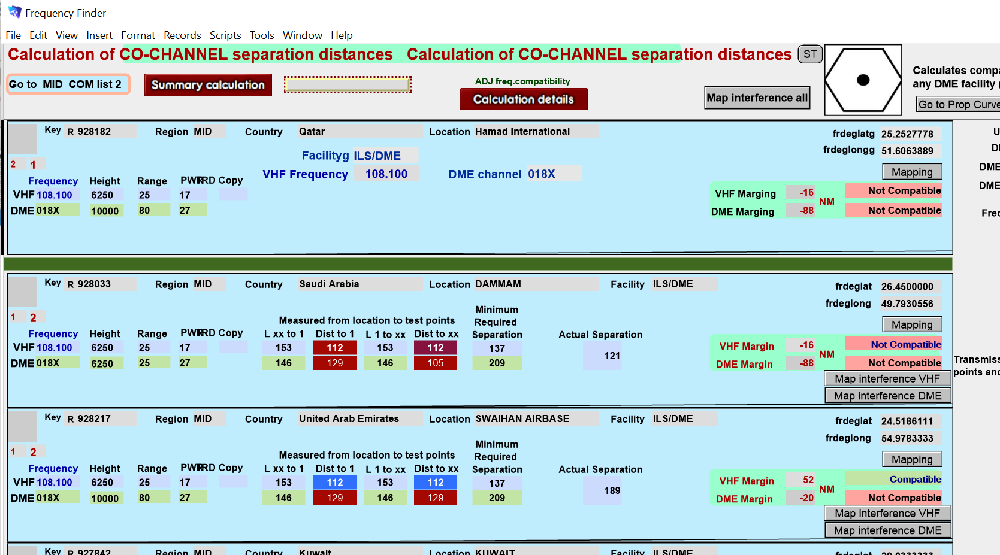 Frequency Finder
File Edit View Insert Format Records Scripts Tools Window Help
Calculation of CO-CHANNEL separation distances Calculation of CO-CHANNEL separation distances ST
Go to MID COM list 2 Summary calculation
ADJ freq.compatibility
Calculation details
Map interference all
Calculates compa
any DME facility (
Go to Prop Curve
Key R 928182 Region MID Country Qatar Location Hamad International frdeglatg 25.2527778
frdeglongg 51.6063889
Facilityg ILS/DME
2 1
VHF Frequency 108.100 DME channel 018X Mapping
Frequency Height Range PWR RD Copy
VHF 108.100 6250 25 17 VHF Marging -16 NM Not Compatible
DME 018X 10000 80 27 DME Marging -88 Not Compatible
U
D
DME
DME
Fred
Key R 928033 Region MID Country Saudi Arabia Location DAMMAM Facility ILS/DME frdeglat 26.4500000
frdeglong 49.7930556
1 2
Measured from location to test points Minimum Required Separation Actual Separation Mapping
Frequency Height Range PWR RD Copy L xx to 1 Dist to 1 L 1 to xx Dist to xx
VHF 108.100 6250 25 17 153 112 153 112 137 121 VHF Margin -16 NM Not Compatible
DME 018X 6250 25 27 146 129 146 105 209 DME Margin -88 Not Compatible
Transmiss
points and
Map interference VHF
Map interference DME
Key R 928217 Region MID Country United Arab Emirates Location SWAIHAN AIRBASE Facility ILS/DME frdeglat 24.5186111
frdeglong 54.9783333
1 2
Measured from location to test points Minimum Required Separation Actual Separation Mapping
Frequency Height Range PWR RD Copy L xx to 1 Dist to 1 L 1 to xx Dist to xx
VHF 108.100 6250 25 17 153 112 153 112 137 189 VHF Margin 52 NM Compatible
DME 018X 10000 80 27 146 129 146 129 209 DME Margin -20 Not Compatible
Map interference VHF
Map interference DME
Key R 927842 Region MID Country Kuwait Location KUWAIT Facility ILS/DME frdeglat